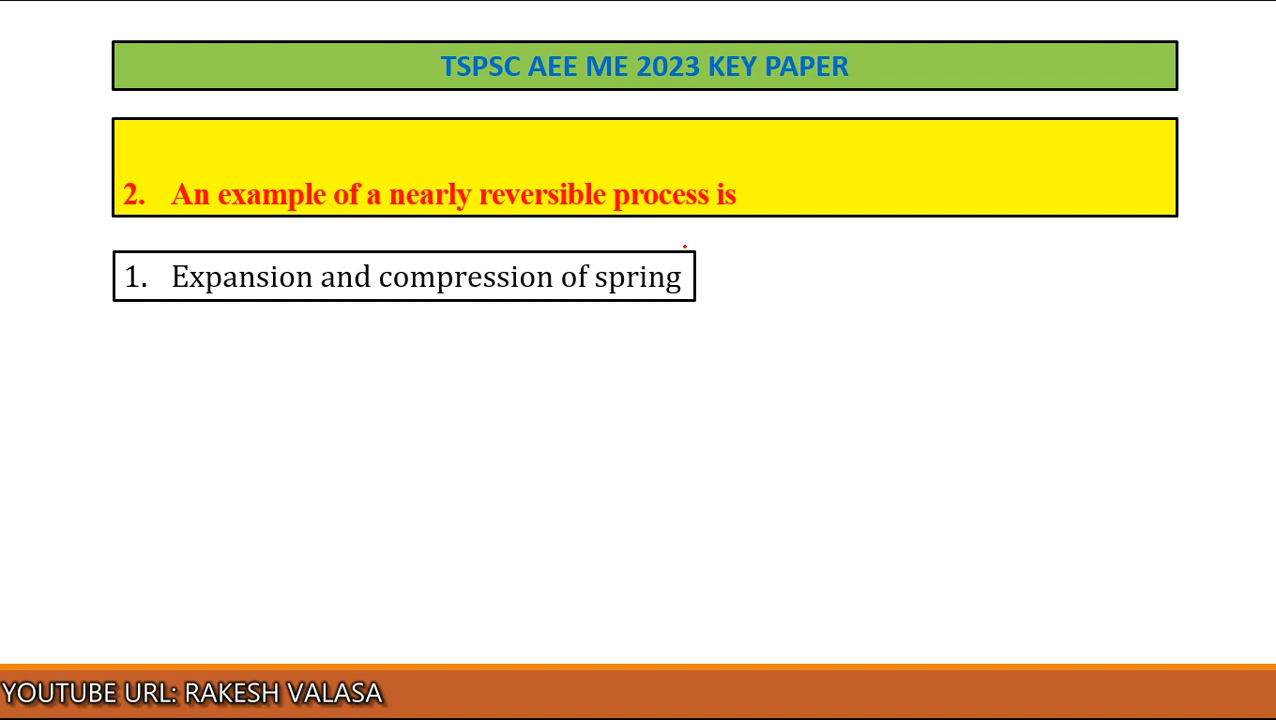 TSPSC AEE ME 2023 KEY PAPER
2. An example of a nearly reversible process is
1. Expansion and compression of spring
YOUTUBE URL: RAKESH VALASA